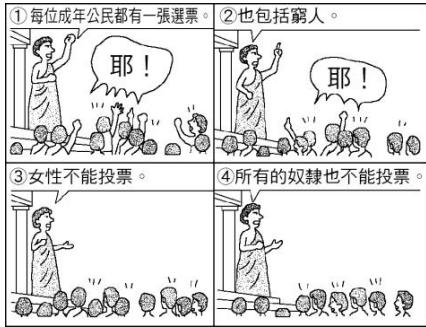 ①每位成年公民都有一張選票。
耶！
②也包括窮人。
耶！
③女性不能投票。
④所有的奴隸也不能投票。